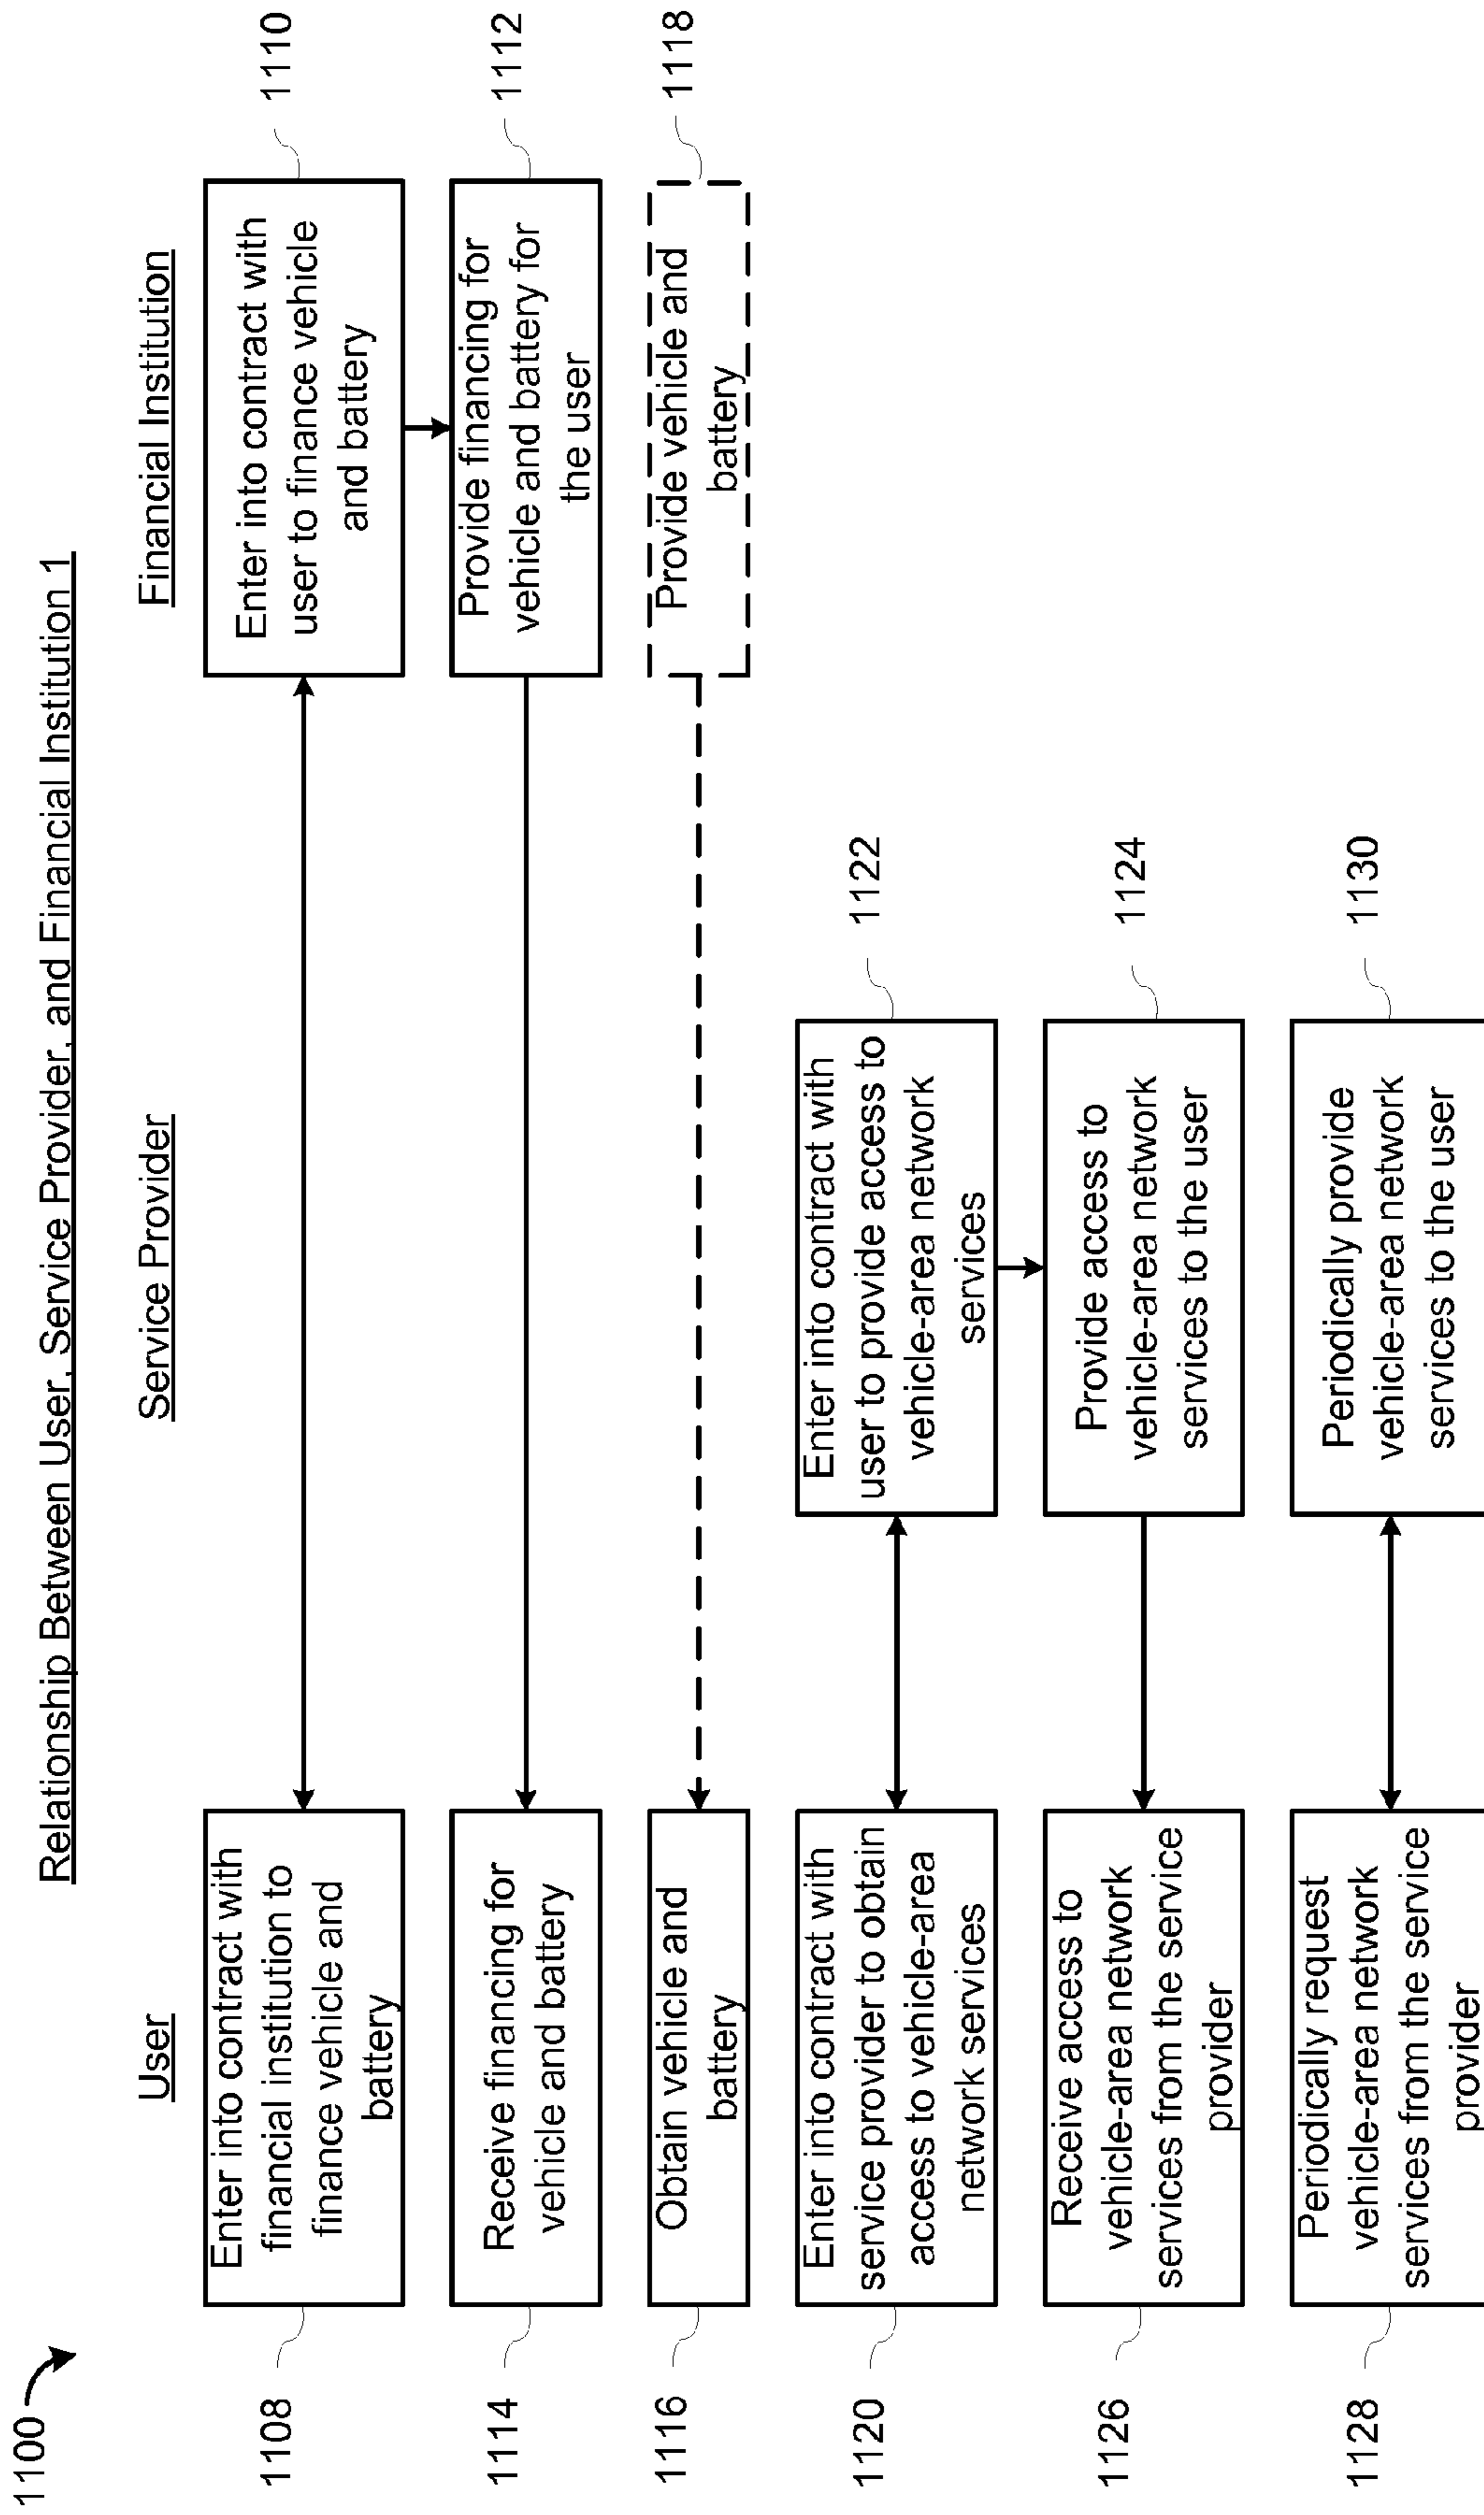 1100
Relationship Between User, Service Provider, and Financial Institution 1
User
Service Provider
Financial Institution
1108
Enter into contract with
financial institution to
finance vehicle and
battery
Enter into contract with
user to finance vehicle
and battery
1110
1114
Receive financing for
vehicle and battery
Provide financing for
vehicle and battery for
the user
1112
1116
Obtain vehicle and
battery
Provide vehicle and
battery
1118
1120
Enter into contract with
service provider to obtain
access to vehicle-area
network services
Enter into contract with
user to provide access to
vehicle-area network
services
1122
1126
Receive access to
vehicle-area network
services from the service
provider
Provide access to
vehicle-area network
services to the user
1124
1128
Periodically request
vehicle-area network
services from the service
provider
Periodically provide
vehicle-area network
services to the user
1130